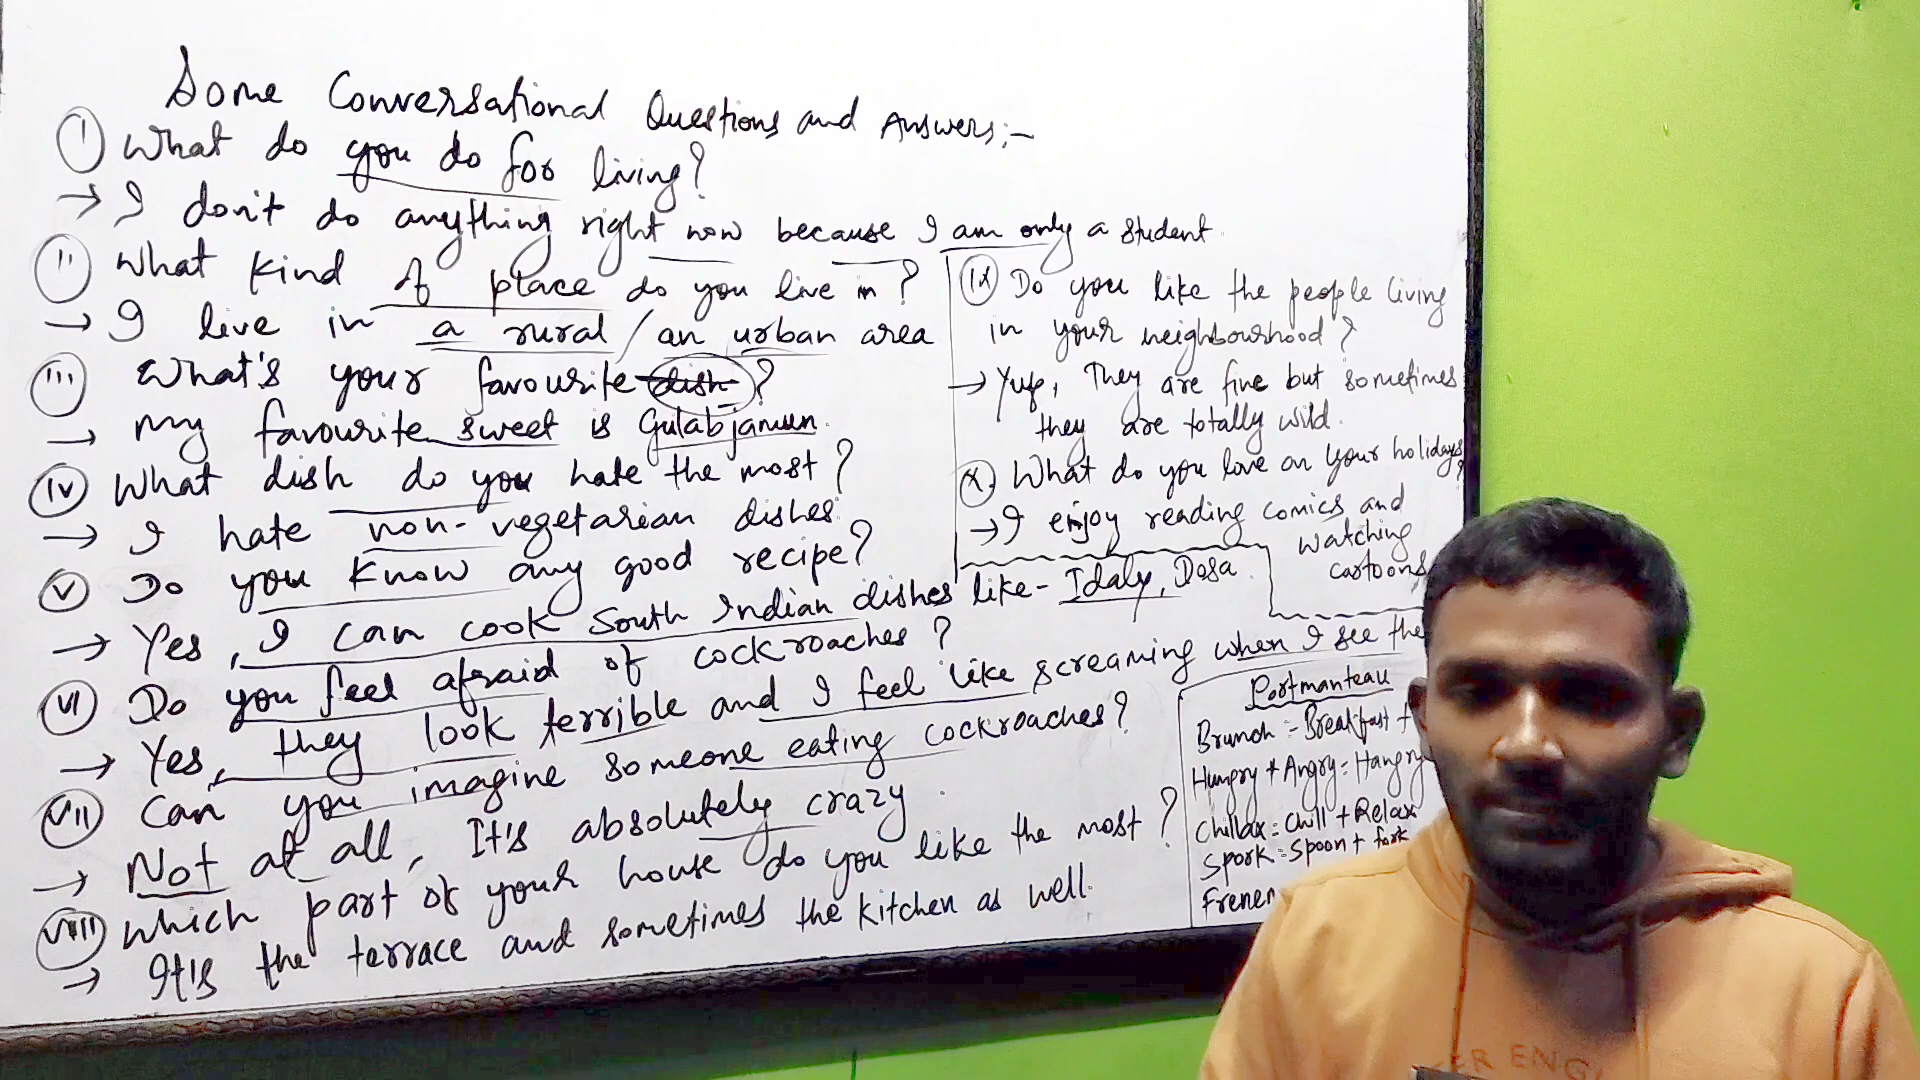 Some Conversational Questions and Answers:-
(I) What do you do for living?
→ I don't do anything right now because I am only a student.
(II) What kind of place do you live in?
→ I live in a rural / an urban area
(III) What's your favourite dish?
→ My favourite sweet is Gulabjamun.
(IV) What dish do you hate the most?
→ I hate non-vegetarian dishes.
(V) Do you know any good recipe?
→ Yes, I can cook South Indian dishes like - Idaly, Dosa.
(VI) Do you feel afraid of cockroaches?
→ Yes, they look terrible and I feel like screaming when I see the
(VII) Can you imagine someone eating cockroaches?
→ Not at all, It's absolutely crazy.
(VIII) Which part of your house do you like the most?
→ It's the terrace and sometimes the kitchen as well.
(IX) Do you like the people living
in your neighbourhood?
→ Yup, They are fine but sometimes
they are totally wild.
(X). What do you love on your holidays?
→ I enjoy reading comics and
watching
cartoons
Portmanteau
Brunch :- Breakfast +
Hungry + Angry = Hangry
Chillax = Chill + Relax
Spork = Spoon + fork